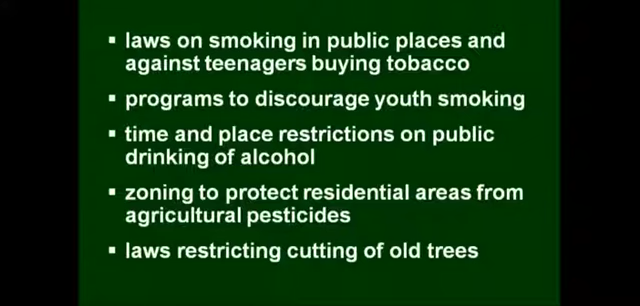 ▪ laws on smoking in public places and
against teenagers buying tobacco
▪ programs to discourage youth smoking
▪ time and place restrictions on public
drinking of alcohol
▪ zoning to protect residential areas from
agricultural pesticides
▪ laws restricting cutting of old trees